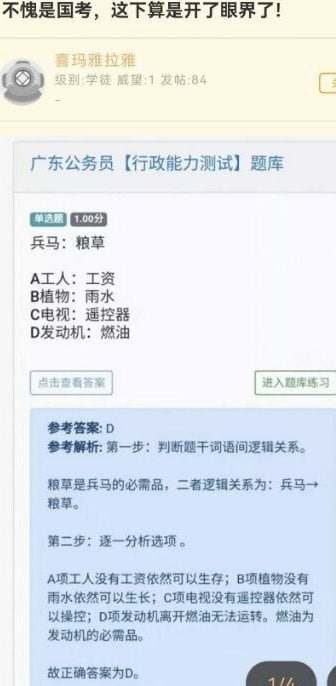 不愧是国考，这下算是开了眼界了!
喜玛雅拉雅
级别:学徒 威望:1 发帖:84
-
广东公务员【行政能力测试】题库
单选题 1.00分
兵马：粮草
A工人：工资
B植物：雨水
C电视：遥控器
D发动机：燃油
点击查看答案 进入题库练习
参考答案: D
参考解析: 第一步：判断题干词语间逻辑关系。
粮草是兵马的必需品，二者逻辑关系为：兵马→
粮草。
第二步：逐一分析选项 。
A项工人没有工资依然可以生存；B项植物没有
雨水依然可以生长；C项电视没有遥控器依然可
以操控；D项发动机离开燃油无法运转。燃油为
发动机的必需品。
故正确答案为D。
1/4